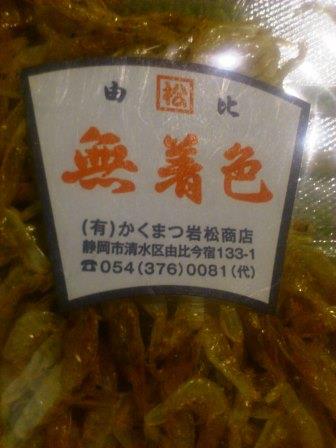 由 松 比
無着色
(有)かくまつ岩松商店
静岡市清水区由比今宿133-1
☎054(376)0081(代)